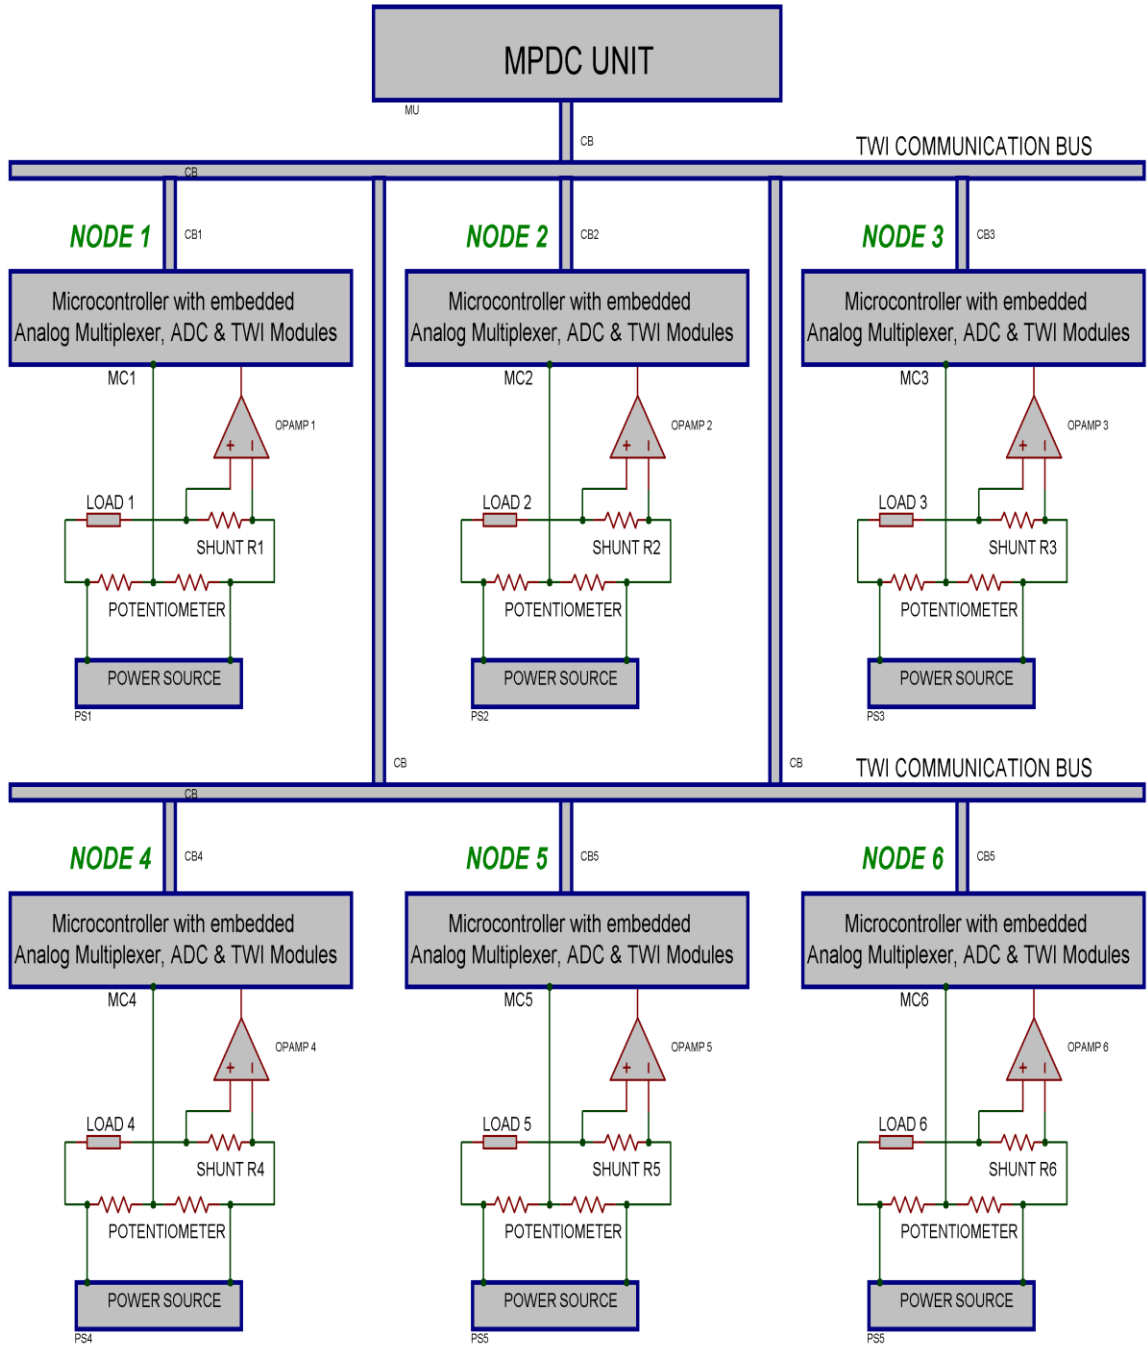 MPDC UNIT
MU
CB
TWI COMMUNICATION BUS
CB
NODE 1
CB1
NODE 2
CB2
NODE 3
CB3
Microcontroller with embedded
Analog Multiplexer, ADC & TWI Modules
Microcontroller with embedded
Analog Multiplexer, ADC & TWI Modules
Microcontroller with embedded
Analog Multiplexer, ADC & TWI Modules
MC1
MC2
MC3
OPAMP 1
OPAMP 2
OPAMP 3
+ −
+ −
+ −
LOAD 1
LOAD 2
LOAD 3
SHUNT R1
SHUNT R2
SHUNT R3
POTENTIOMETER
POTENTIOMETER
POTENTIOMETER
POWER SOURCE
POWER SOURCE
POWER SOURCE
PS1
PS2
PS3
CB
CB
TWI COMMUNICATION BUS
CB
NODE 4
CB4
NODE 5
CB5
NODE 6
CB5
Microcontroller with embedded
Analog Multiplexer, ADC & TWI Modules
Microcontroller with embedded
Analog Multiplexer, ADC & TWI Modules
Microcontroller with embedded
Analog Multiplexer, ADC & TWI Modules
MC4
MC5
MC6
OPAMP 4
OPAMP 5
OPAMP 6
+ −
+ −
+ −
LOAD 4
LOAD 5
LOAD 6
SHUNT R4
SHUNT R5
SHUNT R6
POTENTIOMETER
POTENTIOMETER
POTENTIOMETER
POWER SOURCE
POWER SOURCE
POWER SOURCE
PS4
PS5
PS5